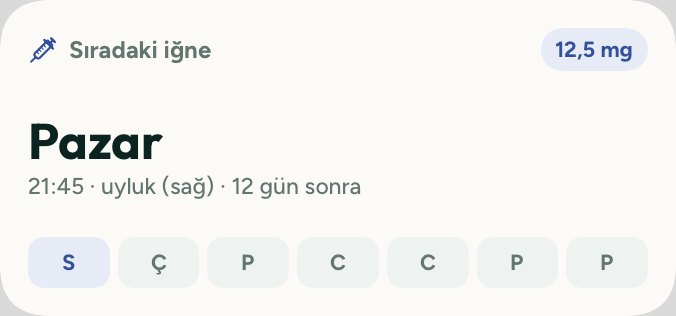 Sıradaki iğne
12,5 mg
Pazar
21:45 · uyluk (sağ) · 12 gün sonra
S Ç P C C P P